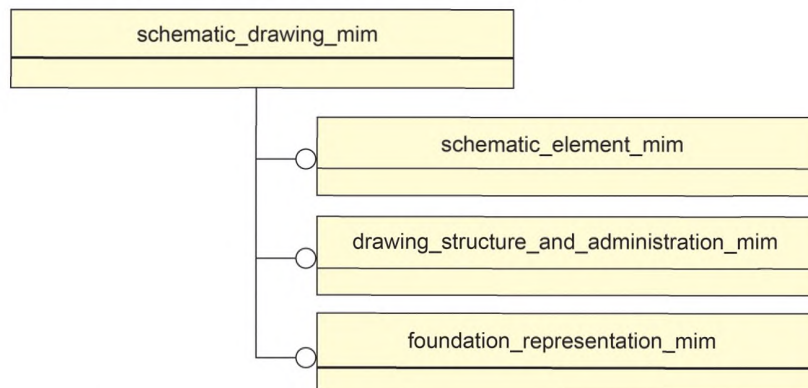 schematic_drawing_mim
schematic_element_mim
drawing_structure_and_administration_mim
foundation_representation_mim